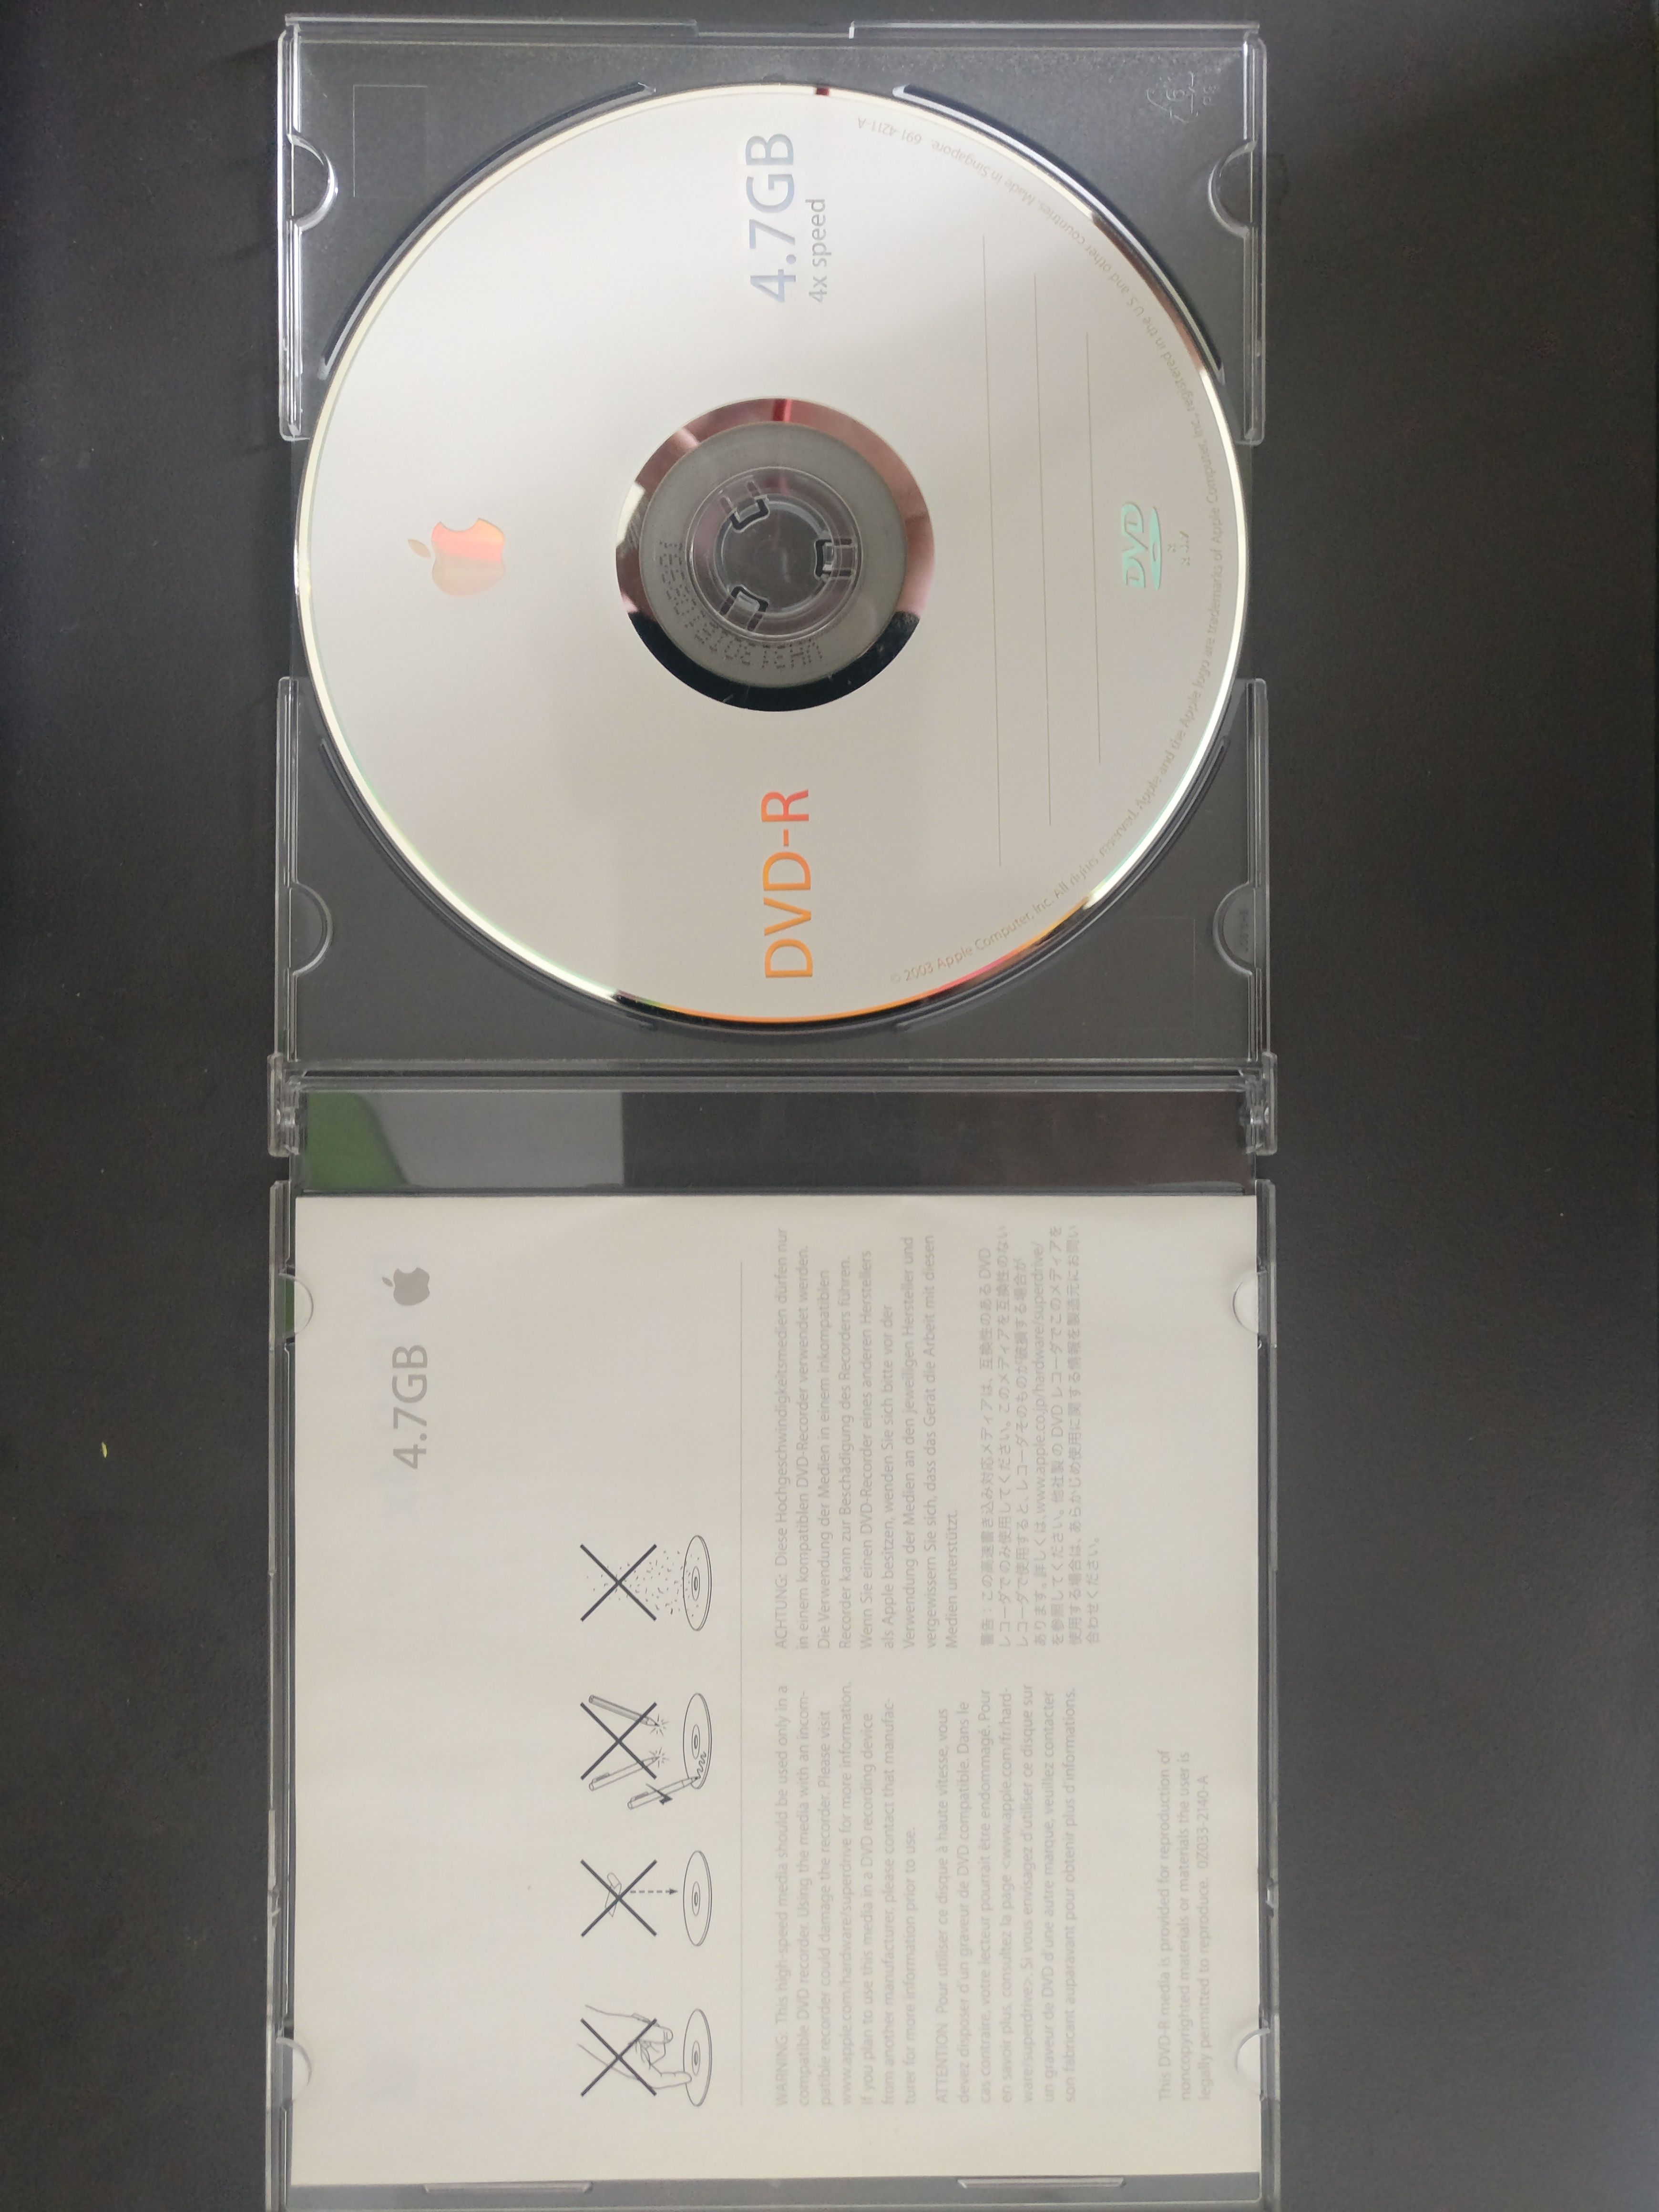 4.7GB
WARNING: This high-speed media should be used only in a
compatible DVD recorder. Using the media with an incom-
patible recorder could damage the recorder. Please visit
www.apple.com/hardware/superdrive for more information.
If you plan to use this media in a DVD recording device
from another manufacturer, please contact that manufac-
turer for more information prior to use.
ATTENTION Pour utiliser ce disque à haute vitesse, vous
devez disposer d'un graveur de DVD compatible. Dans le
cas contraire, votre lecteur pourrait être endommagé. Pour
en savoir plus, consultez la page <www.apple.com/fr/hard-
ware/superdrive>. Si vous envisagez d'utiliser ce disque sur
un graveur de DVD d'une autre marque, veuillez contacter
son fabricant auparavant pour obtenir plus d'informations.
ACHTUNG: Diese Hochgeschwindigkeitsmedien dürfen nur
in einem kompatiblen DVD-Recorder verwendet werden.
Die Verwendung der Medien in einem inkompatiblen
Recorder kann zur Beschädigung des Recorders führen.
Wenn Sie einen DVD-Recorder eines anderen Herstellers
als Apple besitzen, wenden Sie sich bitte vor der
Verwendung der Medien an den jeweiligen Hersteller und
vergewissern Sie sich, dass das Gerät die Arbeit mit diesen
Medien unterstützt.
警告：この高速書き込み対応メディアは、互換性のある DVD
レコーダでのみ使用してください。このメディアを互換性のない
レコーダで使用すると、レコーダそのものが破損する場合が
あります。詳しくは、www.apple.co.jp/hardware/superdrive/
を参照してください。他社製の DVD レコーダでこのメディアを
使用する場合は、あらかじめ使用に関する情報を製造元にお問い
合わせください。
This DVD-R media is provided for reproduction of
noncopyrighted materials or materials the user is
legally permitted to reproduce. 0Z033-2140-A
DVD-R
4.7GB
4x speed
DVD
© 2003 Apple Computer, Inc. All rights reserved. Apple and the Apple logo are trademarks of Apple Computer, Inc., registered in the U.S. and other countries. Made in Singapore. 691-4211-A